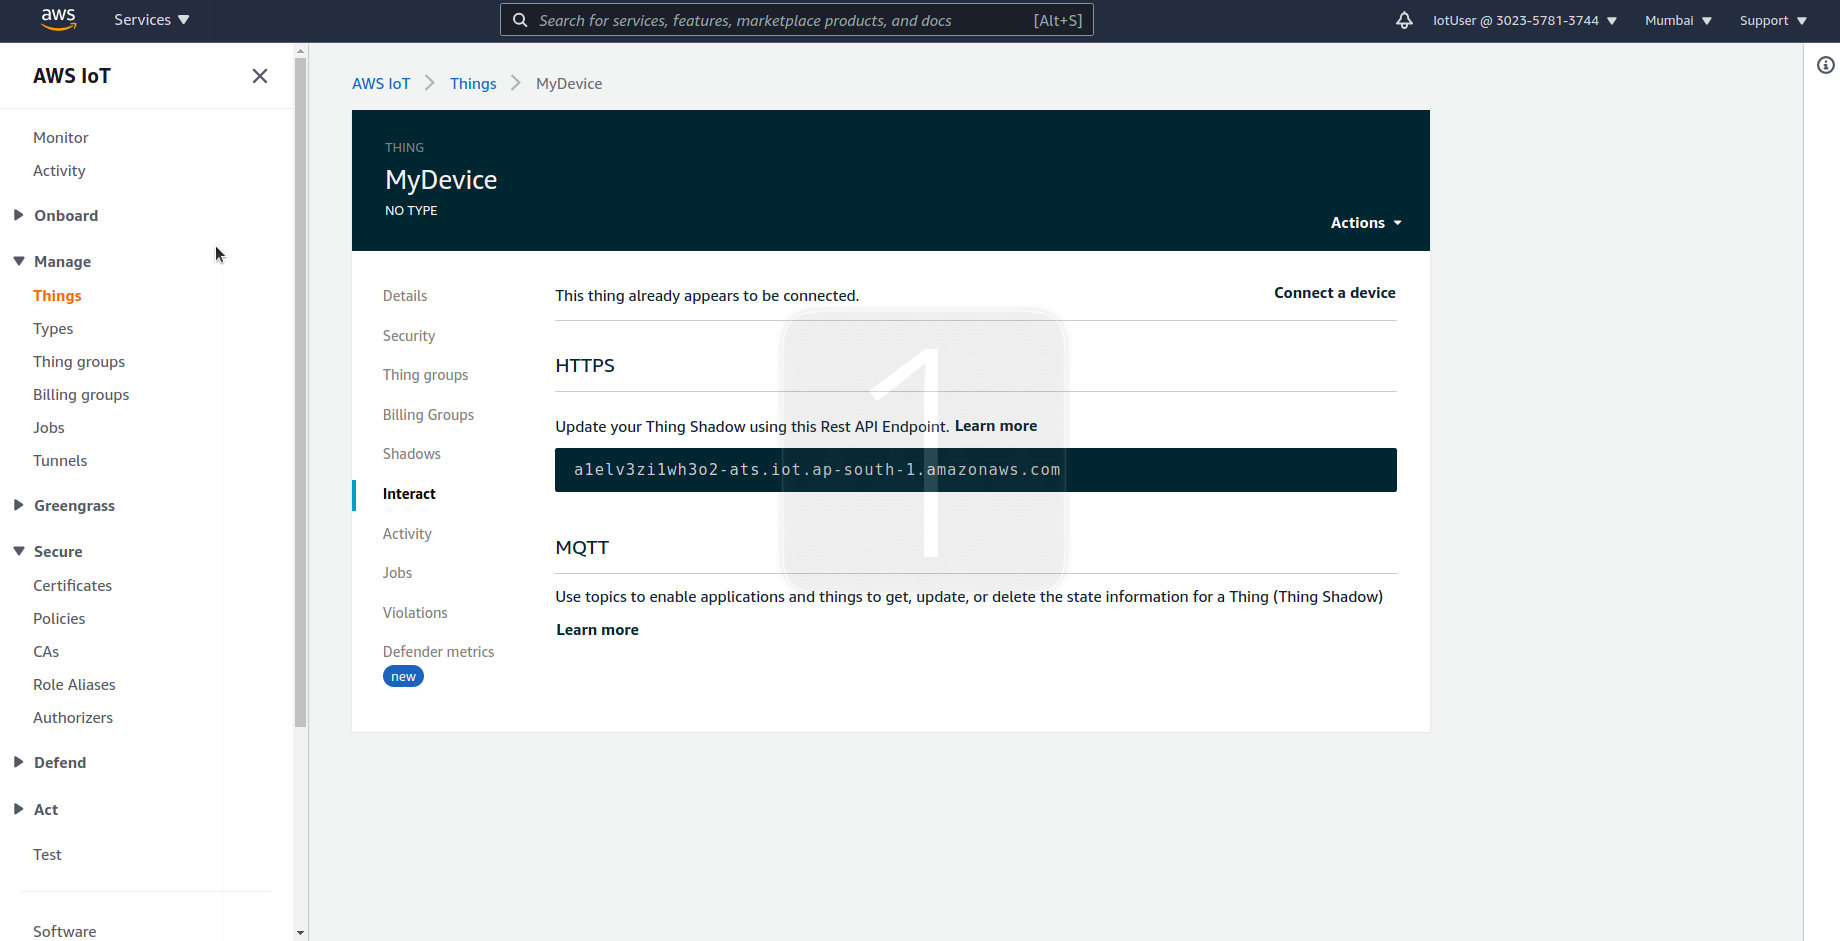 aws
Services
Search for services, features, marketplace products, and docs
[Alt+S]
IotUser @ 3023-5781-3744
Mumbai
Support
AWS IoT
Monitor
Activity
Onboard
Manage
Things
Types
Thing groups
Billing groups
Jobs
Tunnels
Greengrass
Secure
Certificates
Policies
CAs
Role Aliases
Authorizers
Defend
Act
Test
Software
AWS IoT
Things
MyDevice
THING
MyDevice
NO TYPE
Actions
Details
Security
Thing groups
Billing Groups
Shadows
Interact
Activity
Jobs
Violations
Defender metrics
new
This thing already appears to be connected.
Connect a device
HTTPS
Update your Thing Shadow using this Rest API Endpoint. Learn more
a1elv3zi1wh3o2-ats.iot.ap-south-1.amazonaws.com
MQTT
Use topics to enable applications and things to get, update, or delete the state information for a Thing (Thing Shadow)
Learn more
1